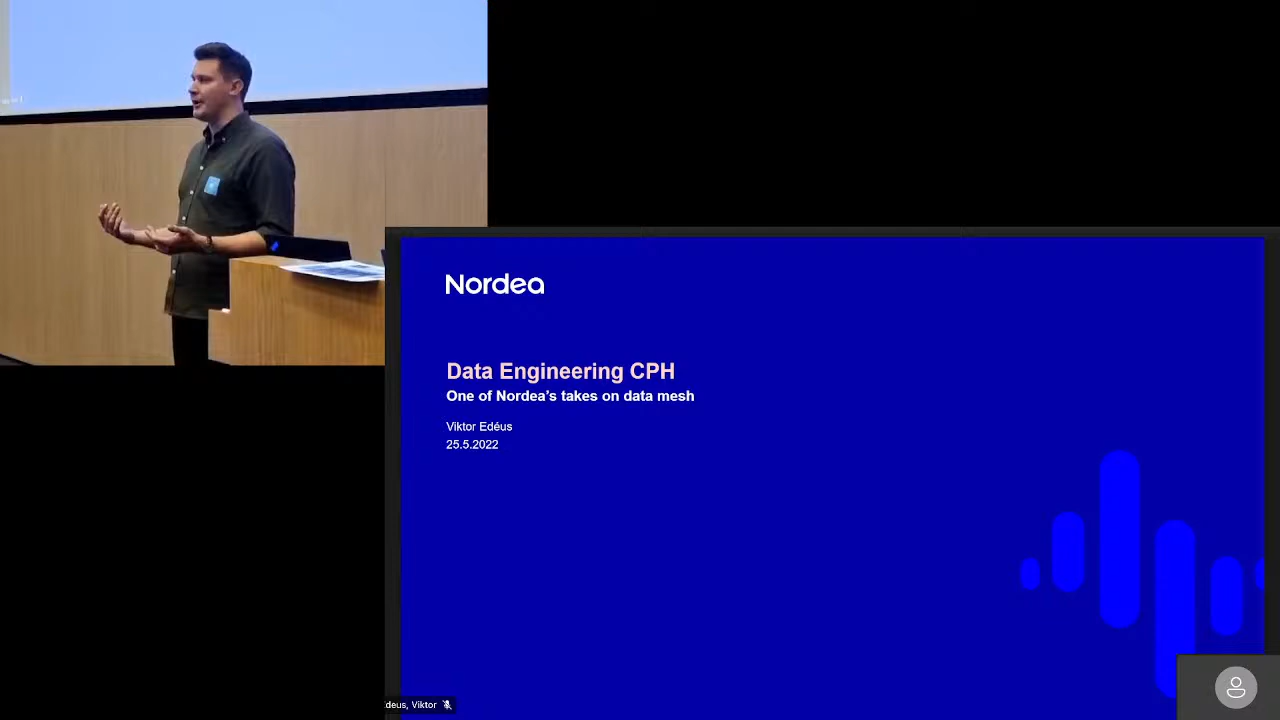 Nordea
Data Engineering CPH
One of Nordea's takes on data mesh
Viktor Edéus
25.5.2022
deus, Viktor